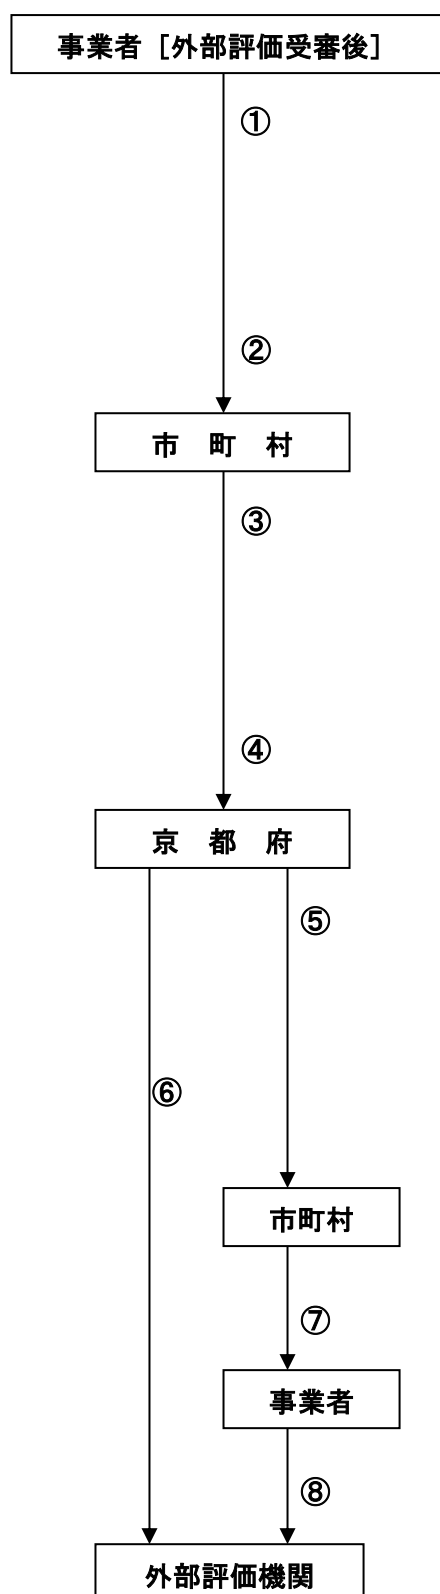 事業者［外部評価受審後］
①
②
市　町　村
③
④
京　都　府
⑤
⑥
市町村
⑦
事業者
⑧
外部評価機関